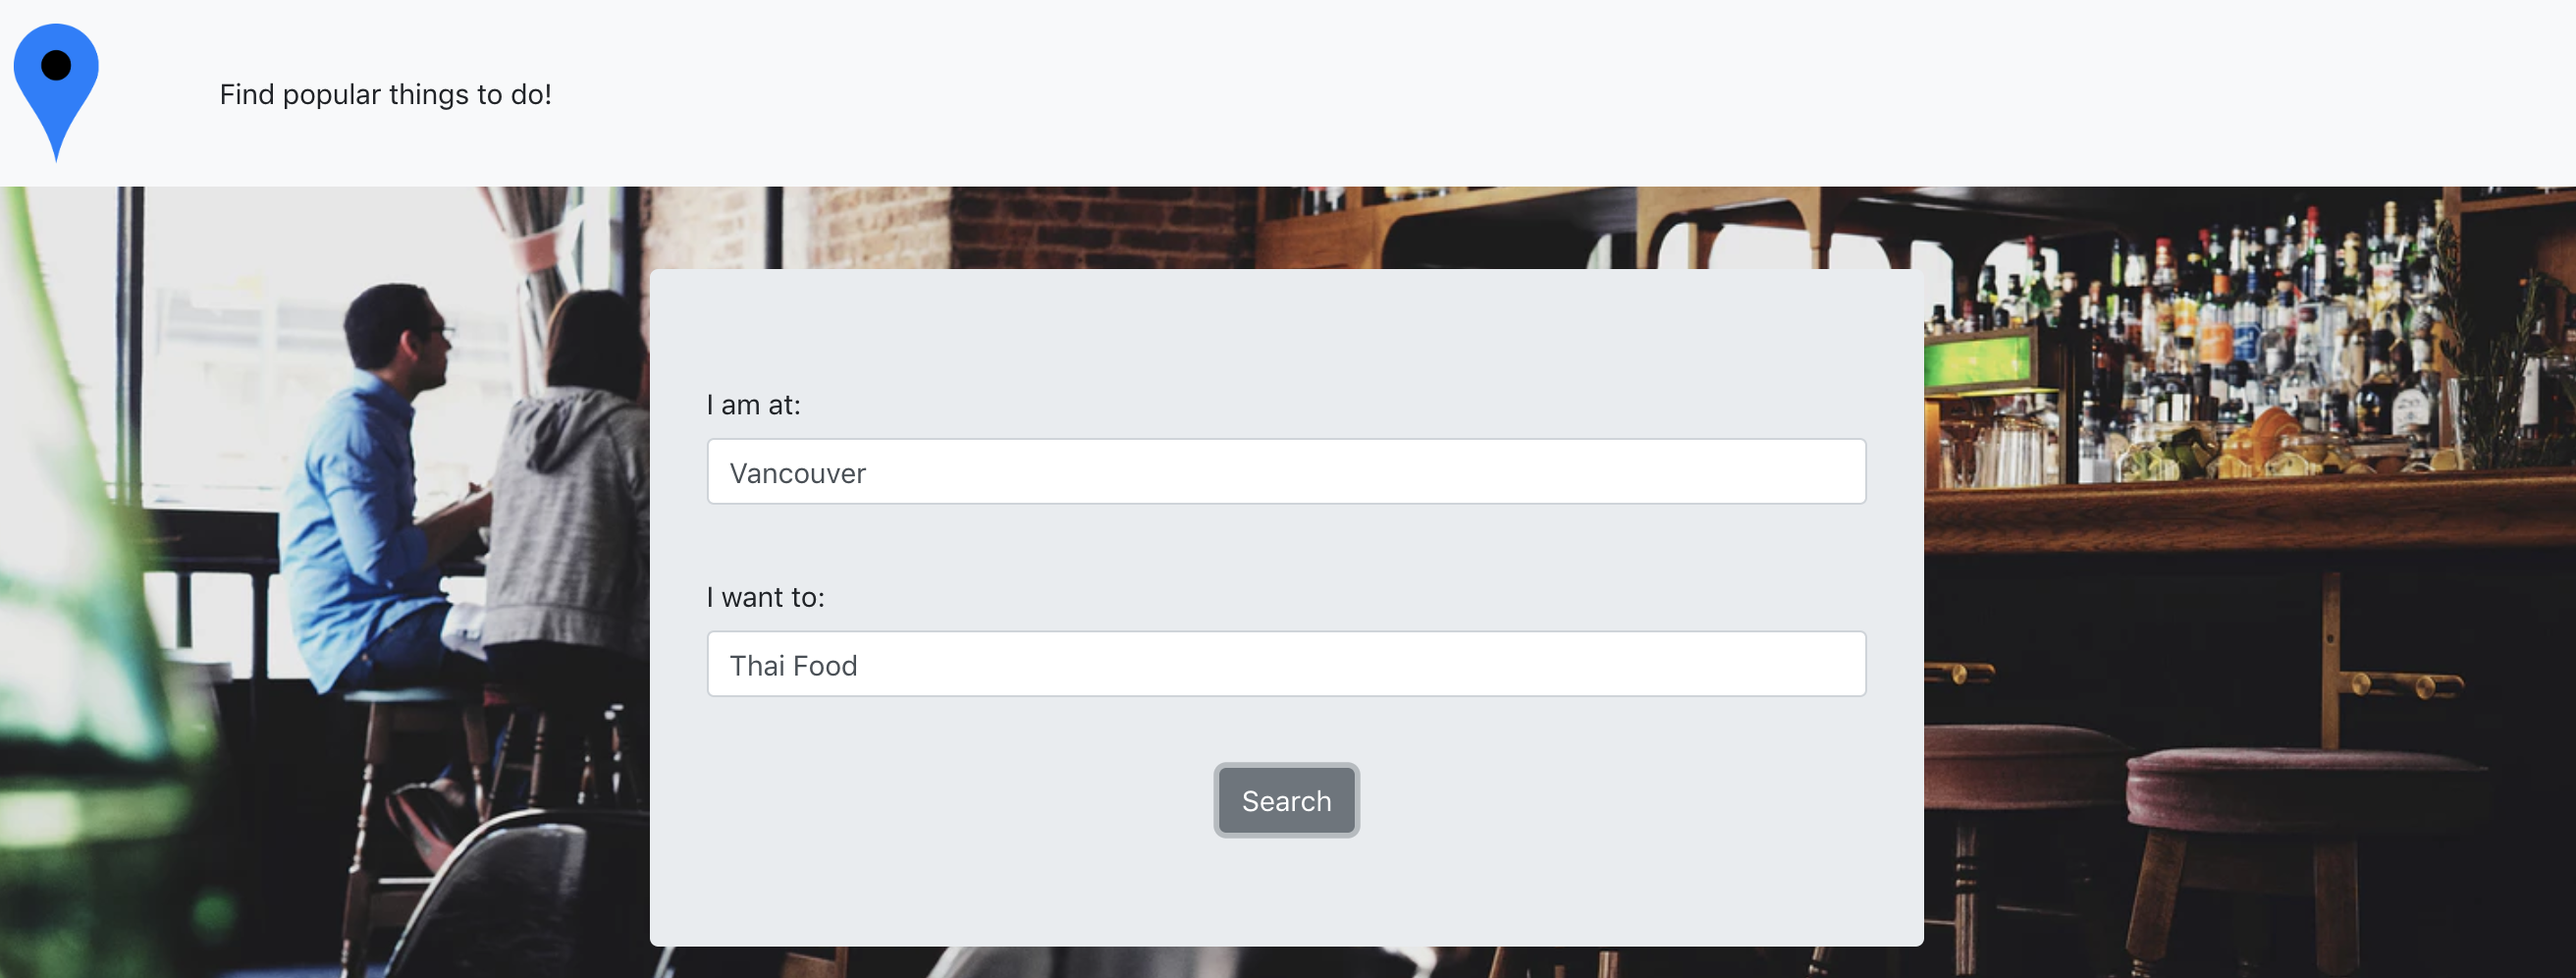 Find popular things to do!
I am at:
Vancouver
I want to:
Thai Food
Search